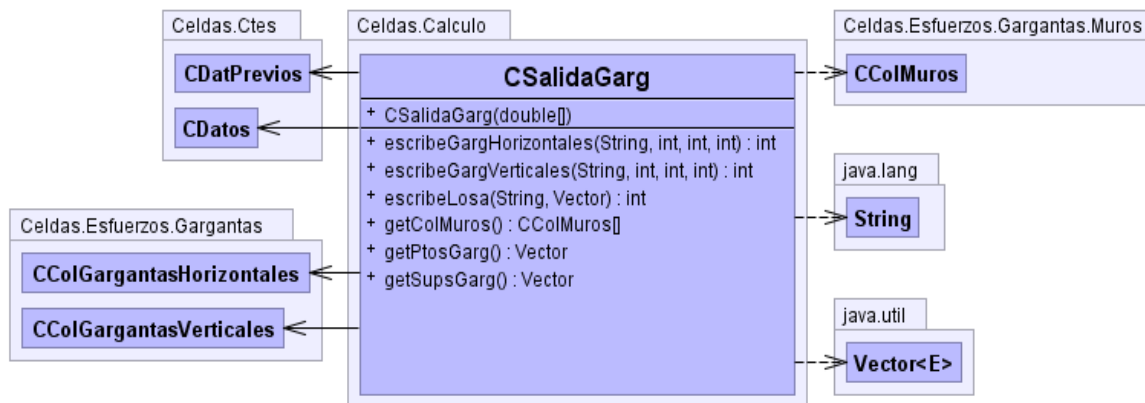 Celdas.Ctes
CDatPrevios
CDatos
Celdas.Esfuerzos.Gargantas
CColGargantasHorizontales
CColGargantasVerticales
Celdas.Calculo
CSalidaGarg
+ CSalidaGarg(double[])
+ escribeGargHorizontales(String, int, int, int) : int
+ escribeGargVerticales(String, int, int, int) : int
+ escribeLosa(String, Vector) : int
+ getColMuros() : CColMuros[]
+ getPtosGarg() : Vector
+ getSupsGarg() : Vector
Celdas.Esfuerzos.Gargantas.Muros
CColMuros
java.lang
String
java.util
Vector<E>